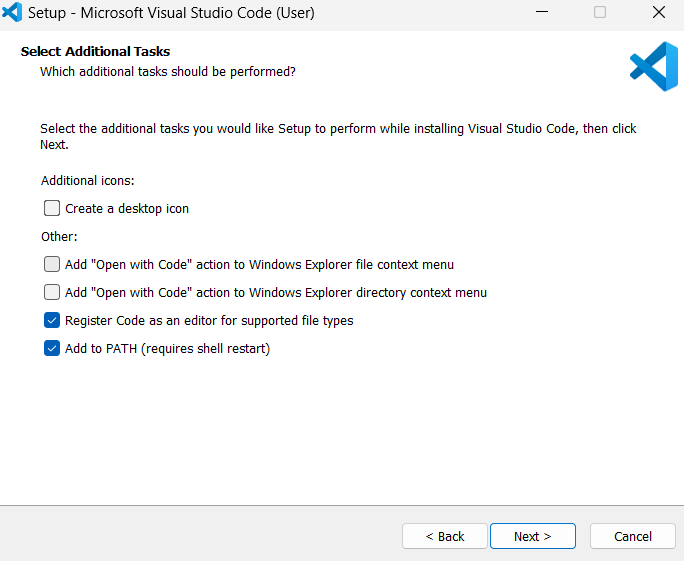 Setup - Microsoft Visual Studio Code (User)
Select Additional Tasks
Which additional tasks should be performed?
Select the additional tasks you would like Setup to perform while installing Visual Studio Code, then click
Next.
Additional icons:
Create a desktop icon
Other:
Add "Open with Code" action to Windows Explorer file context menu
Add "Open with Code" action to Windows Explorer directory context menu
Register Code as an editor for supported file types
Add to PATH (requires shell restart)
< Back Next > Cancel